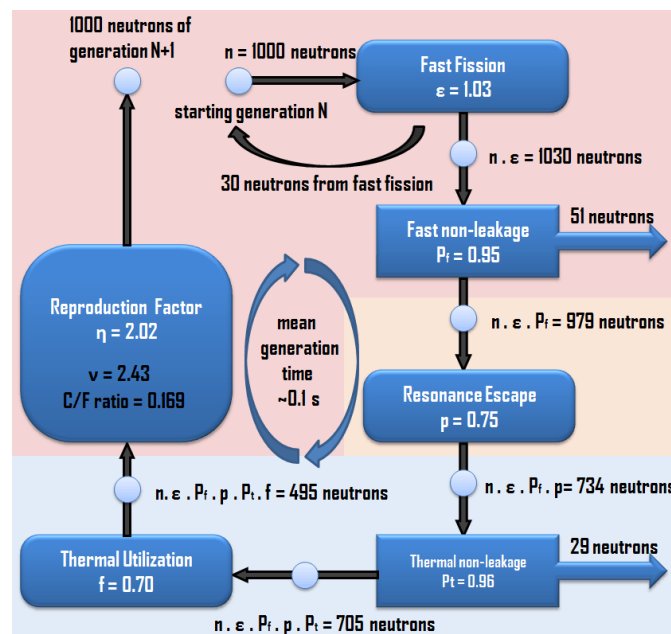 1000 neutrons of
generation N+1
n = 1000 neutrons
starting generation N
Fast Fission
ε = 1.03
30 neutrons from fast fission
n . ε = 1030 neutrons
Fast non-leakage
Pf = 0.95
51 neutrons
n. ε. Pf = 979 neutrons
Reproduction Factor
η = 2.02
ν = 2.43
C/F ratio = 0.169
mean
generation
time
~0.1 s
Resonance Escape
p = 0.75
n. ε . Pf . p . Pt . f = 495 neutrons
n . ε . Pf . p= 734 neutrons
Thermal Utilization
f = 0.70
Thermal non-leakage
Pt = 0.96
29 neutrons
n . ε . Pf . p . Pt = 705 neutrons